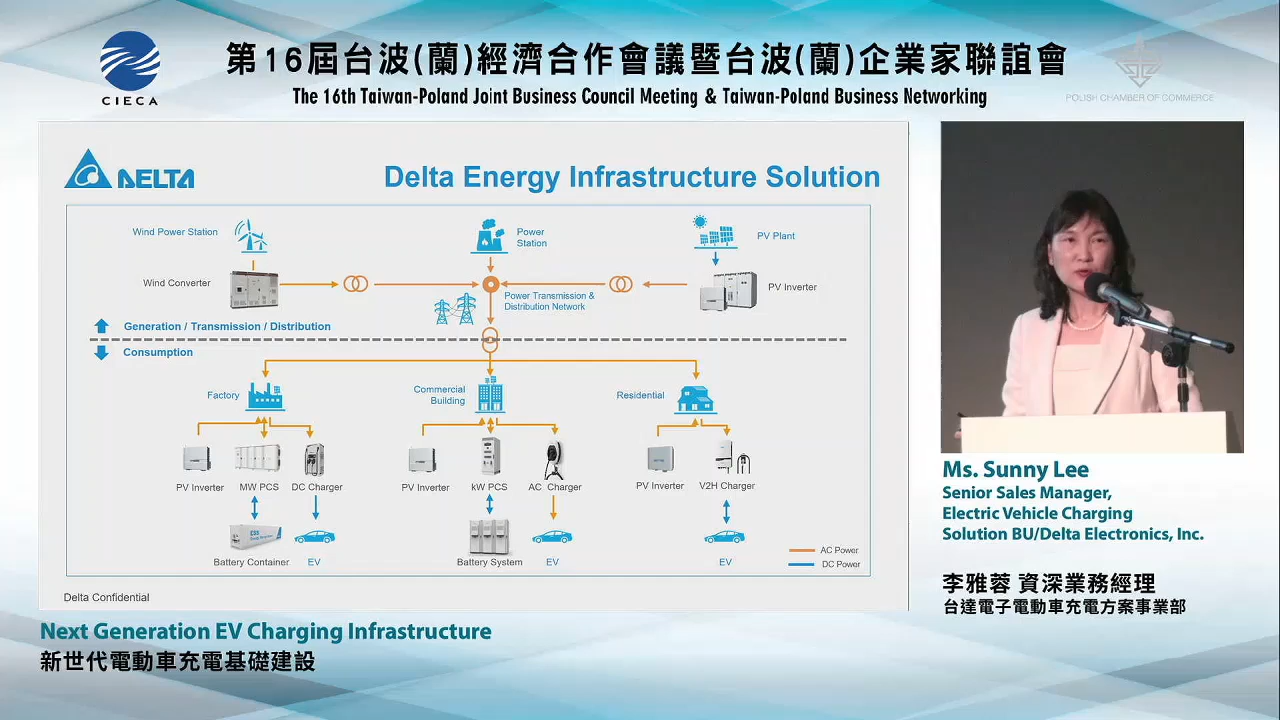 CIECA
第16屆台波(蘭)經濟合作會議暨台波(蘭)企業家聯誼會
The 16th Taiwan-Poland Joint Business Council Meeting & Taiwan-Poland Business Networking
POLISH CHAMBER OF COMMERCE
DELTA
Delta Energy Infrastructure Solution
Wind Power Station
Power
Station
PV Plant
Wind Converter
PV Inverter
Power Transmission &
Distribution Network
Generation / Transmission / Distribution
Consumption
Factory
Commercial
Building
Residential
PV Inverter
MW PCS
DC Charger
PV Inverter
kW PCS
AC Charger
PV Inverter
V2H Charger
ESS
Battery Container
EV
Battery System
EV
EV
AC Power
DC Power
Delta Confidential
Ms. Sunny Lee
Senior Sales Manager,
Electric Vehicle Charging
Solution BU/Delta Electronics, Inc.
李雅蓉 資深業務經理
台達電子電動車充電方案事業部
Next Generation EV Charging Infrastructure
新世代電動車充電基礎建設